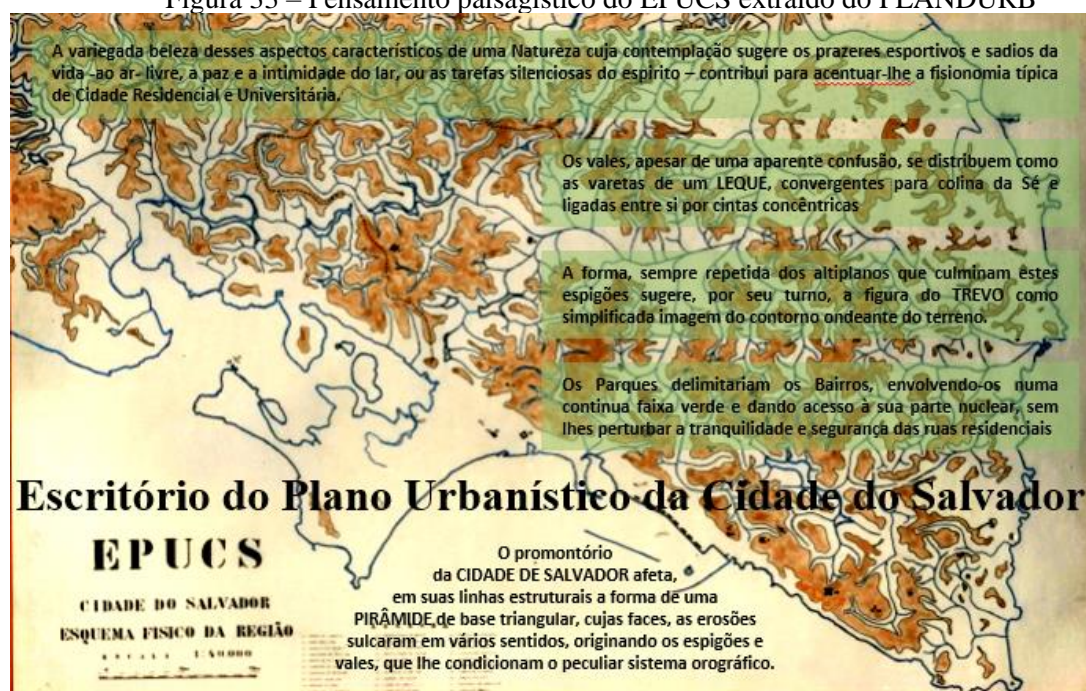 Figura 33 – Pensamento paisagístico do EPUCS extraído do PLANDURB
A variegada beleza desses aspectos característicos de uma Natureza cuja contemplação sugere os prazeres esportivos e sadios da
vida -ao ar- livre, a paz e a intimidade do lar, ou as tarefas silenciosas do espirito – contribui para acentuar-lhe a fisionomia típica
de Cidade Residencial e Universitária.
Os vales, apesar de uma aparente confusão, se distribuem como
as varetas de um LEQUE, convergentes para colina da Sé e
ligadas entre si por cintas concêntricas
A forma, sempre repetida dos altiplanos que culminam êstes
espigões sugere, por seu turno, a figura do TREVO como
simplificada imagem do contorno ondeante do terreno.
Os Parques delimitariam os Bairros, envolvendo-os numa
continua faixa verde e dando acesso à sua parte nuclear, sem
lhes perturbar a tranquilidade e segurança das ruas residenciais
Escritório do Plano Urbanístico da Cidade do Salvador
EPUCS
CIDADE DO SALVADOR
ESQUEMA FISICO DA REGIÃO
ESCALA 1:40000
O promontório
da CIDADE DE SALVADOR afeta,
em suas linhas estruturais a forma de uma
PIRÂMIDE de base triangular, cujas faces, as erosões
sulcaram em vários sentidos, originando os espigões e
vales, que lhe condicionam o peculiar sistema orográfico.